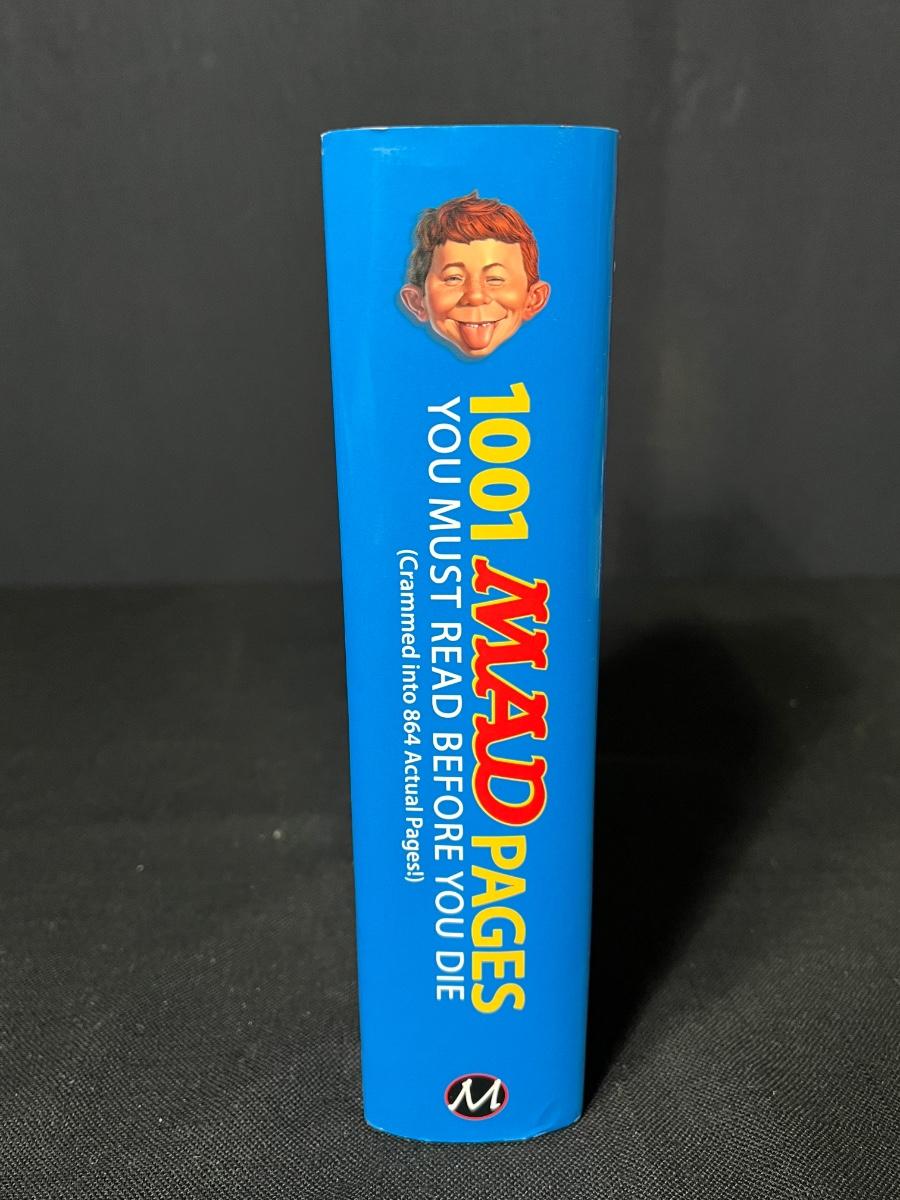 1001 MAD PAGES
YOU MUST READ BEFORE YOU DIE
(Crammed into 864 Actual Pages!)
M